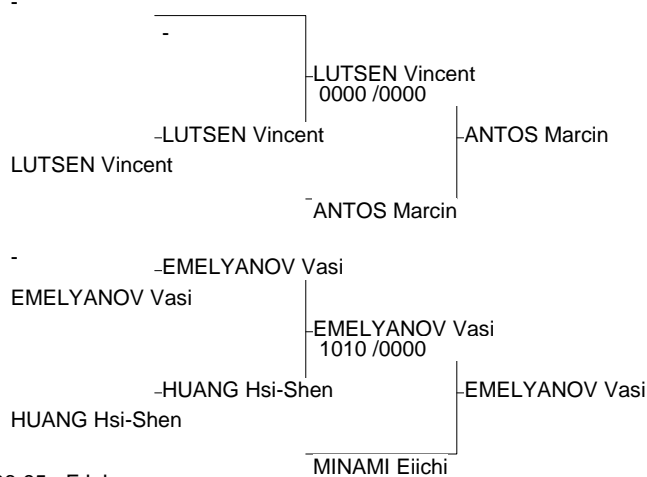 -
-
-LUTSEN Vincent
0000 /0000
-LUTSEN Vincent
-ANTOS Marcin
LUTSEN Vincent
-ANTOS Marcin
-
-EMELYANOV Vasi
EMELYANOV Vasi
-EMELYANOV Vasi
1010 /0000
-HUANG Hsi-Shen
-EMELYANOV Vasi
HUANG Hsi-Shen
MINAMI Eiichi